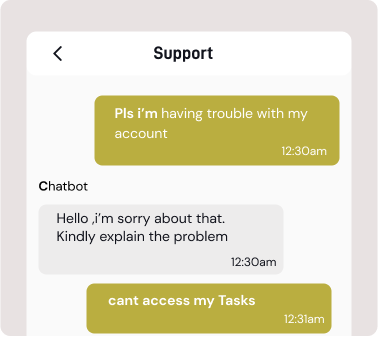 Support
Pls i’m having trouble with my
account
12:30am
Chatbot
Hello ,i’m sorry about that.
Kindly explain the problem
12:30am
cant access my Tasks
12:31am